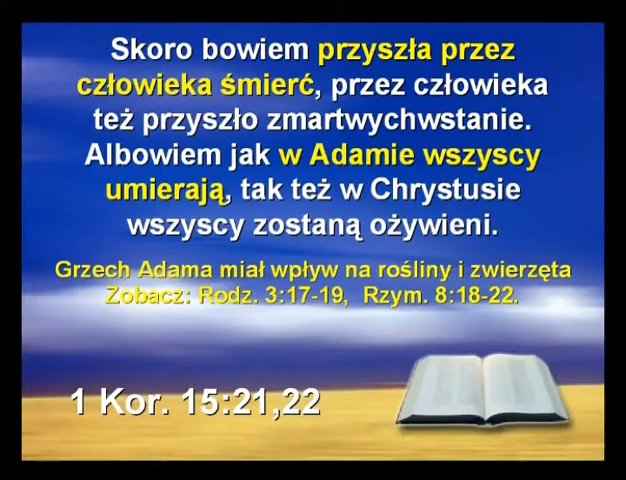 Skoro bowiem przyszła przez
człowieka śmierć, przez człowieka
też przyszło zmartwychwstanie.
Albowiem jak w Adamie wszyscy
umierają, tak też w Chrystusie
wszyscy zostaną ożywieni.
Grzech Adama miał wpływ na rośliny i zwierzęta
Zobacz: Rodz. 3:17-19, Rzym. 8:18-22.
1 Kor. 15:21,22